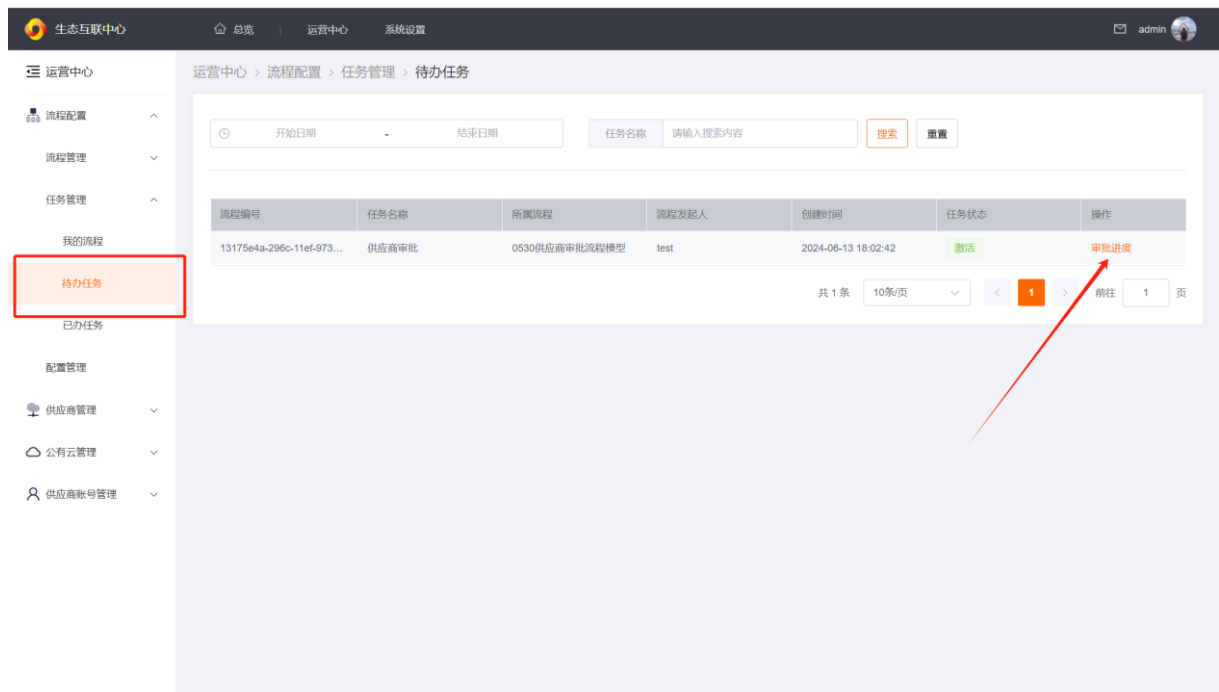 生态互联中心 总览 运营中心 系统设置 admin
运营中心
运营中心 > 流程配置 > 任务管理 > 待办任务
流程配置
流程管理
任务管理
我的流程
待办任务
已办任务
配置管理
供应商管理
公有云管理
供应商账号管理
开始日期 - 结束日期 任务名称 请输入搜索内容 搜索 重置
流程编号 任务名称 所属流程 流程发起人 创建时间 任务状态 操作
13175e4a-296c-11ef-973... 供应商审批 0530供应商审批流程模型 test 2024-06-13 18:02:42 激活 审批进度
共 1 条 10条/页 < 1 > 前往 1 页